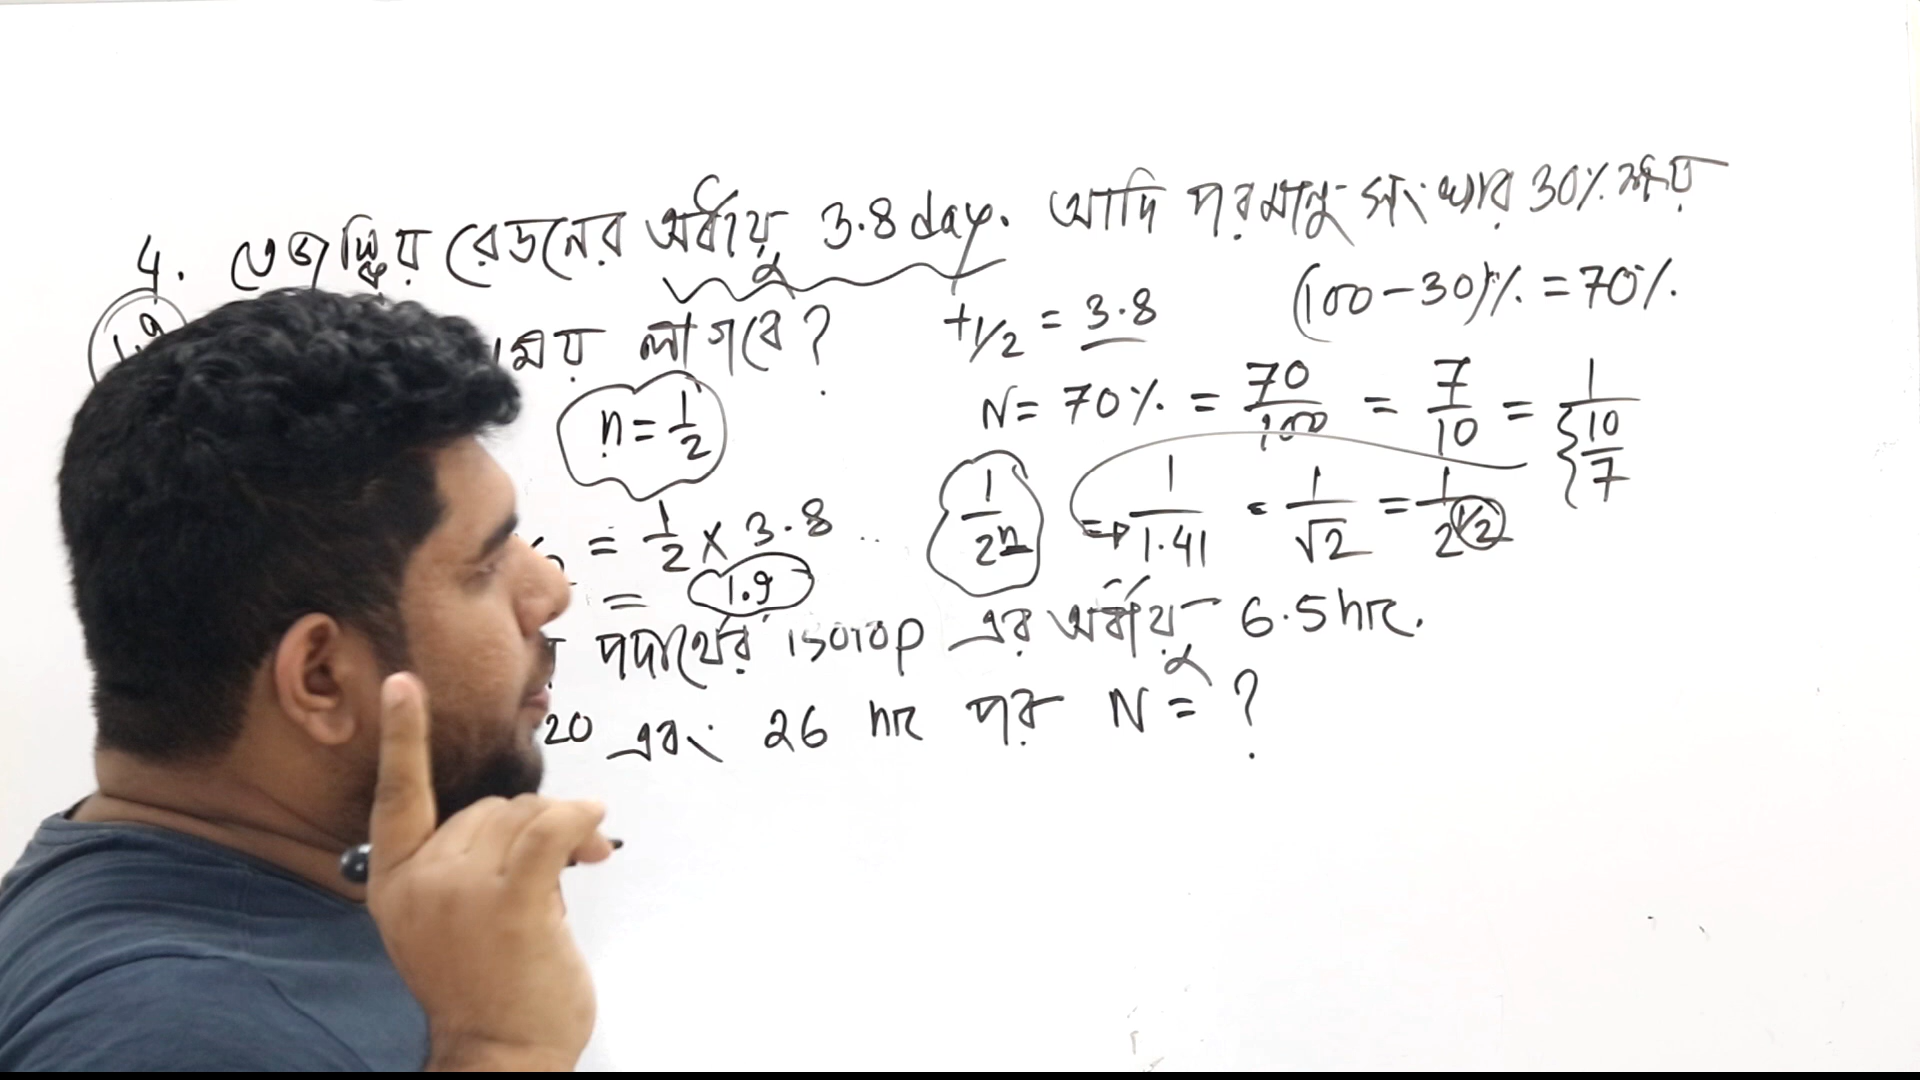 4. তেজস্ক্রিয় রেডনের অর্ধায়ু 3.8 day. আদি পরমানু সংখ্যার 30% ক্ষয়
লাগবে?
1.9
t1/2 = 3.8
(100-30)% = 70%.
n = 1/2
N = 70% = 70/100 = 7/10 = 1/(10/7)
1/2^n
⇒ 1/1.41 = 1/√2 = 1/2^(1/2)
= 1/2 × 3.8
= 1.9
পদার্থের isotop এর অর্ধায়ু 6.5 hr.
20 এবং 26 hr পর N = ?